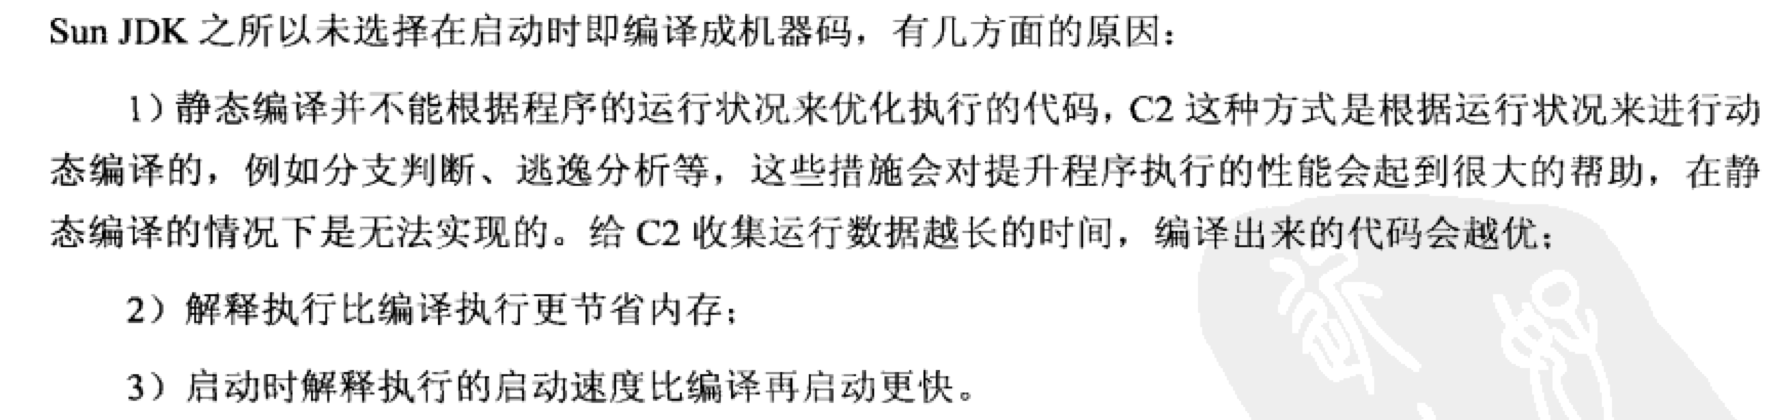 Sun JDK 之所以未选择在启动时即编译成机器码，有几方面的原因：
1）静态编译并不能根据程序的运行状况来优化执行的代码，C2 这种方式是根据运行状况来进行动
态编译的，例如分支判断、逃逸分析等，这些措施会对提升程序执行的性能会起到很大的帮助，在静
态编译的情况下是无法实现的。给 C2 收集运行数据越长的时间，编译出来的代码会越优；
2）解释执行比编译执行更节省内存；
3）启动时解释执行的启动速度比编译再启动更快。